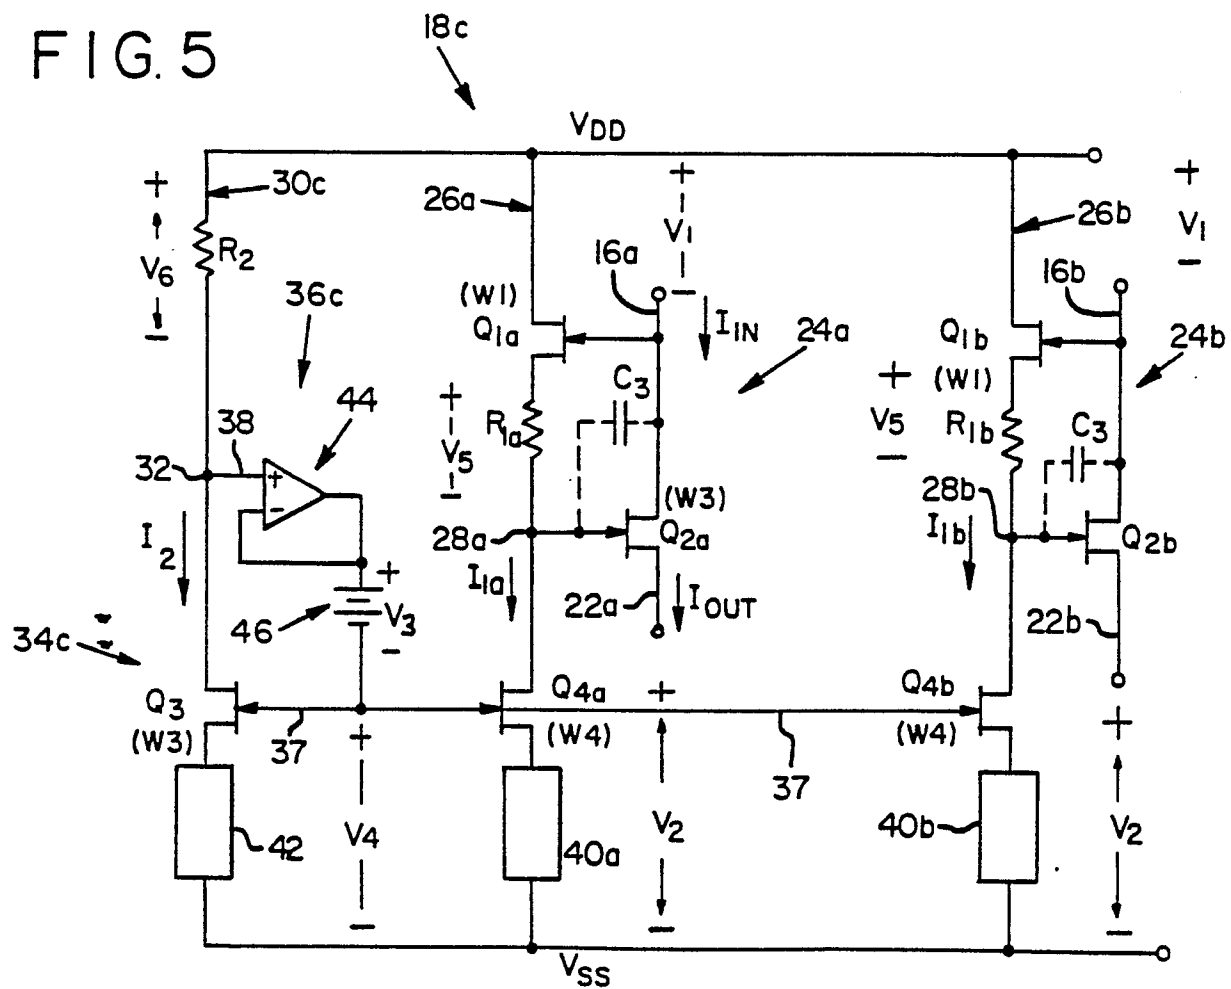 FIG. 5
18c
VDD
+
30c
26a
+
V1
−
+
V1
−
26b
V6
−
R2
16a
16b
36c
(W1)
Q1a
I1N
24a
Q1b
(W1)
24b
44
+
V5
−
R1a
C3
+
V5
−
R1b
C3
38
32
+
−
(W3)
Q2a
28a
28b
I1b
Q2b
I2
I1a
22a
IOUT
22b
46
+
V3
−
34c
Q3
(W3)
37
Q4a
(W4)
+
37
Q4b
(W4)
+
+
V4
−
42
40a
V2
−
40b
V2
−
VSS